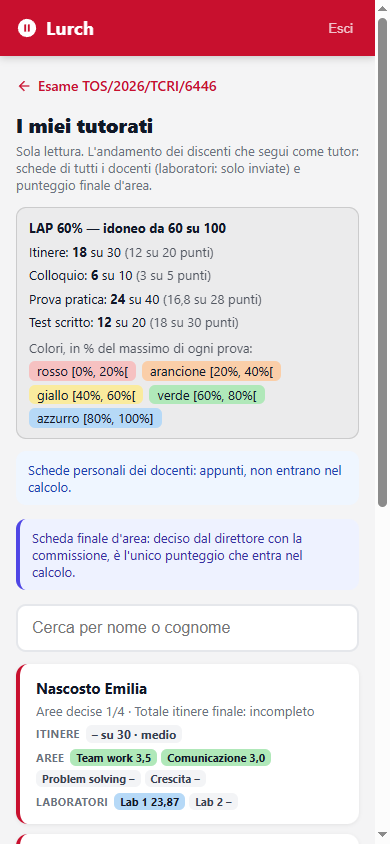 Lurch
Esci
← Esame TOS/2026/TCRI/6446
I miei tutorati
Sola lettura. L'andamento dei discenti che segui come tutor:
schede di tutti i docenti (laboratori: solo inviate) e
punteggio finale d'area.
LAP 60% — idoneo da 60 su 100
Itinere: 18 su 30 (12 su 20 punti)
Colloquio: 6 su 10 (3 su 5 punti)
Prova pratica: 24 su 40 (16,8 su 28 punti)
Test scritto: 12 su 20 (18 su 30 punti)
Colori, in % del massimo di ogni prova:
rosso [0%, 20%[ arancione [20%, 40%[
giallo [40%, 60%[ verde [60%, 80%[
azzurro [80%, 100%]
Schede personali dei docenti: appunti, non entrano nel
calcolo.
Scheda finale d'area: deciso dal direttore con la
commissione, è l'unico punteggio che entra nel
calcolo.
Cerca per nome o cognome
Nascosto Emilia
Aree decise 1/4 · Totale itinere finale: incompleto
ITINERE – su 30 · medio
AREE Team work 3,5 Comunicazione 3,0
Problem solving – Crescita –
LABORATORI Lab 1 23,87 Lab 2 –